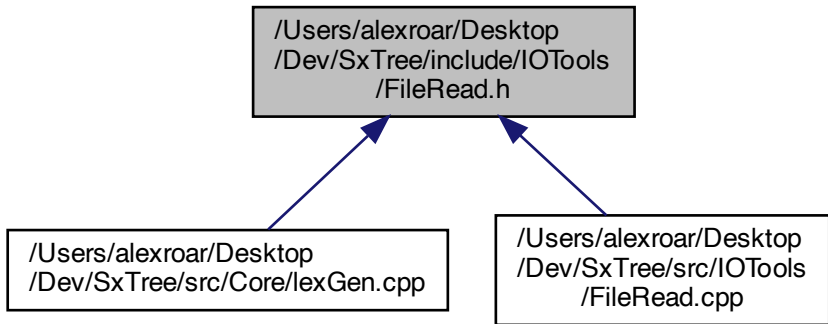 /Users/alexroar/Desktop
/Dev/SxTree/include/IOTools
/FileRead.h
/Users/alexroar/Desktop
/Dev/SxTree/src/Core/lexGen.cpp
/Users/alexroar/Desktop
/Dev/SxTree/src/IOTools
/FileRead.cpp